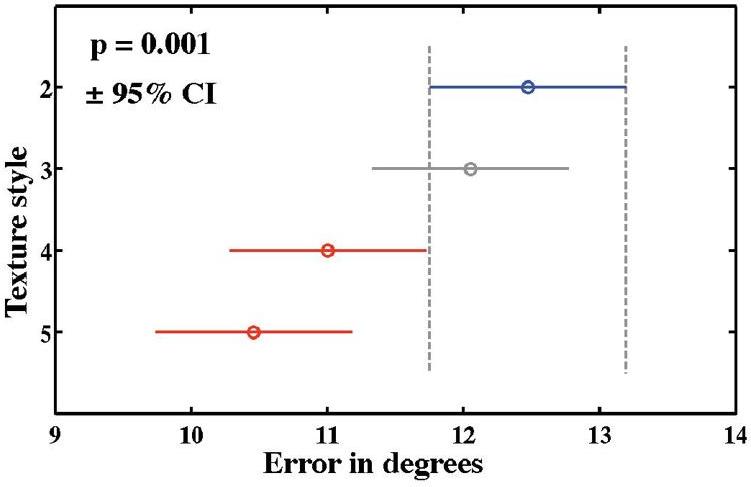 p = 0.001
± 95% CI
Texture style
2
3
4
5
9 10 11 12 13 14
Error in degrees